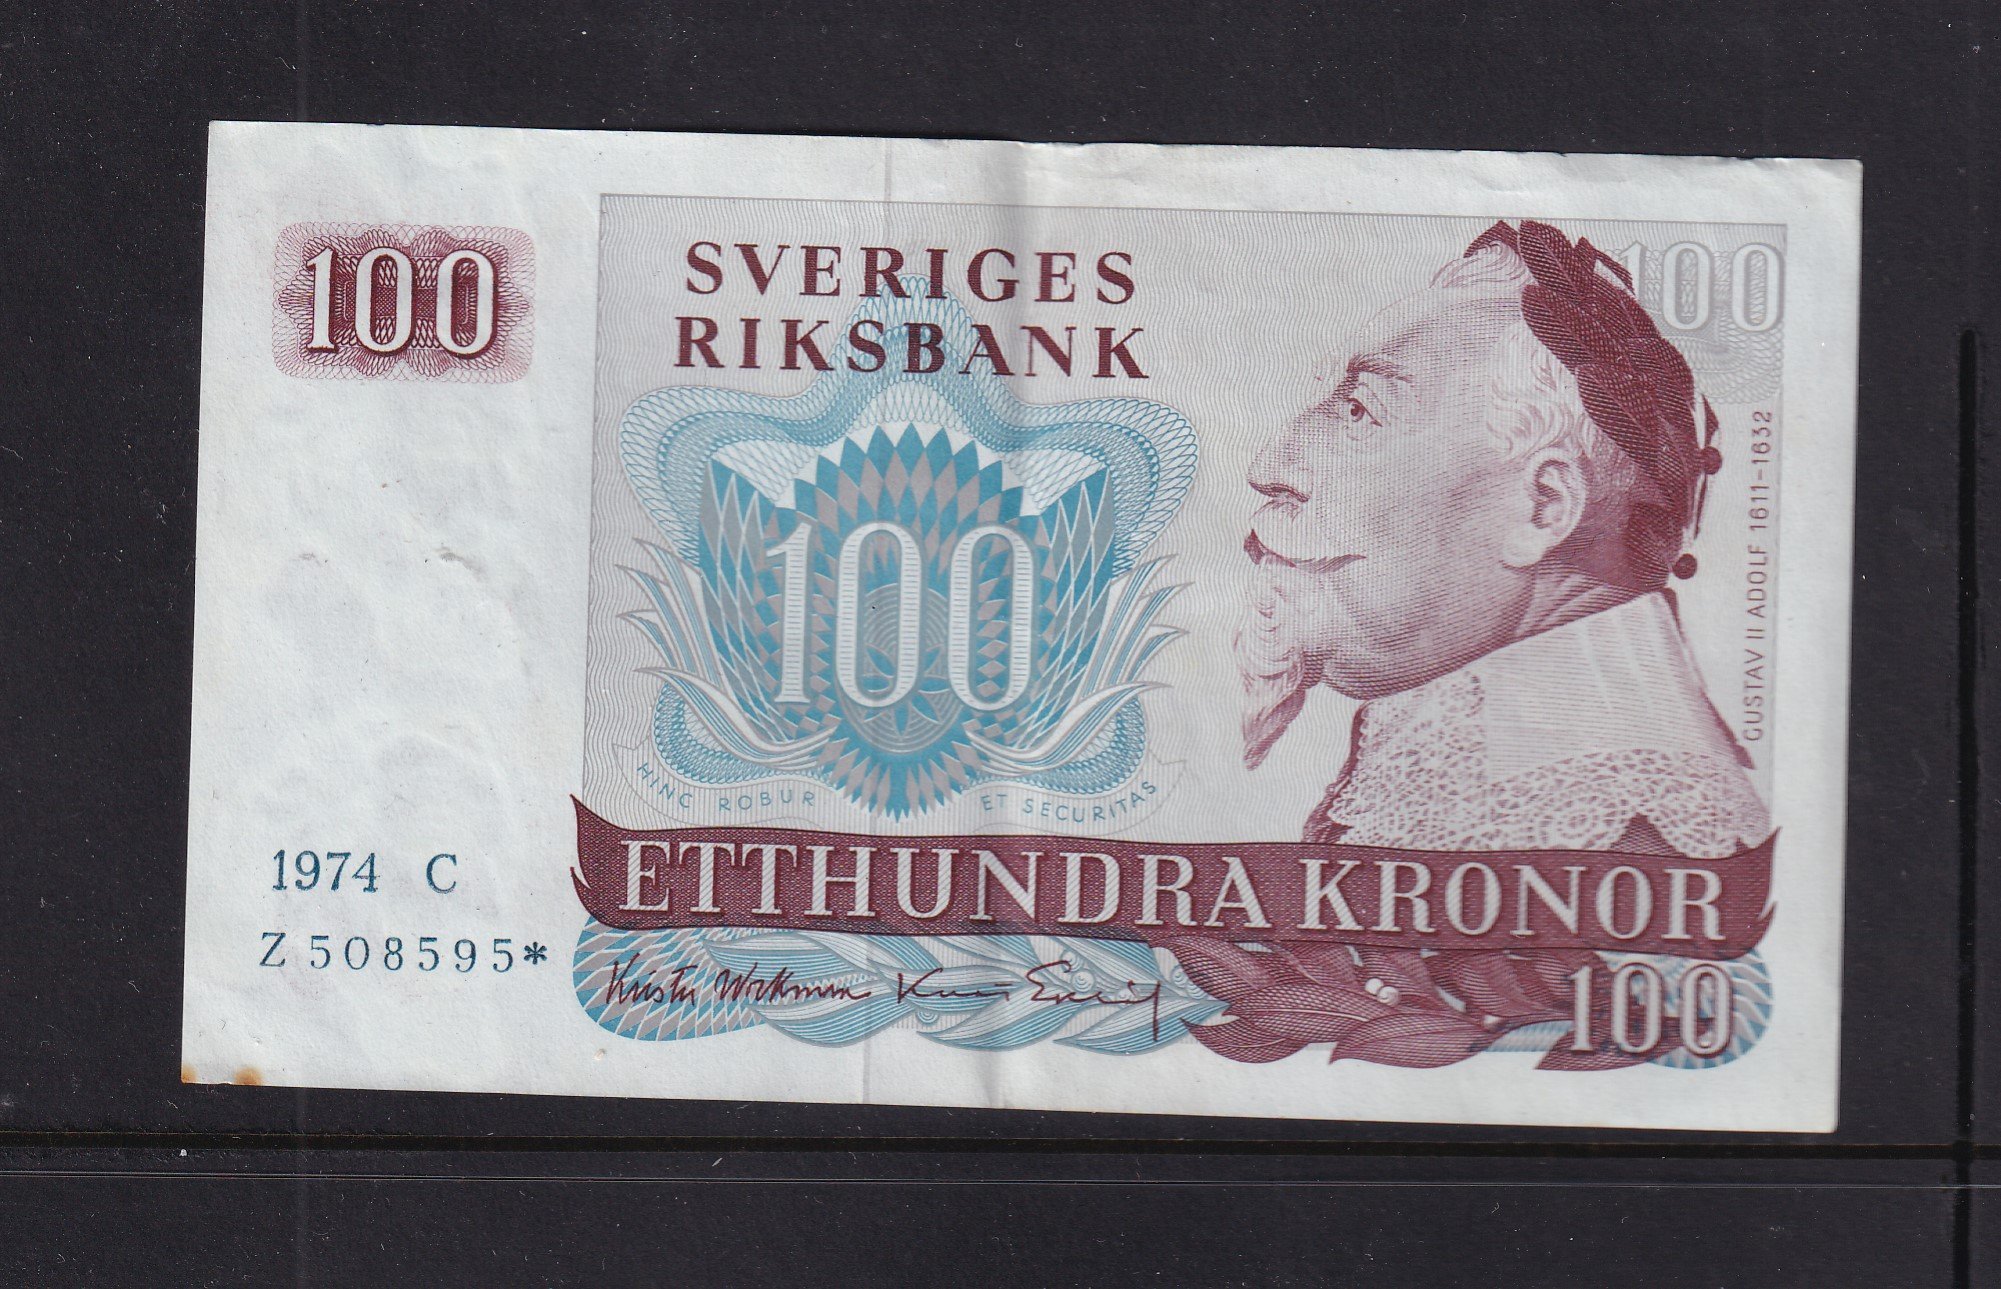 100
SVERIGES
RIKSBANK
100
100
GUSTAV II ADOLF 1611-1632
HINC ROBUR ET SECURITAS
ETTHUNDRA KRONOR
1974 C
Z 508595*
100